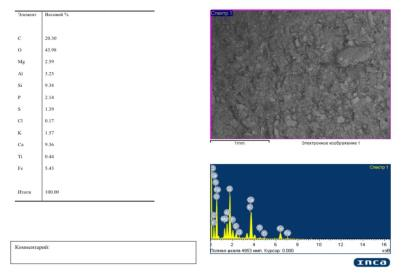 Элемент Весовой %
C 20.30
O 43.98
Mg 2.59
Al 3.25
Si 9.34
P 2.14
S 1.39
Cl 0.17
K 1.57
Ca 9.36
Ti 0.44
Fe 5.43
Итого 100.00
Спектр 1
1mm Электронное изображение 1
Спектр 1
0 2 4 6 8 10 12 14 16
Полная шкала 4893 имп. Курсор: 0.000 кэВ
INCA
Комментарий: